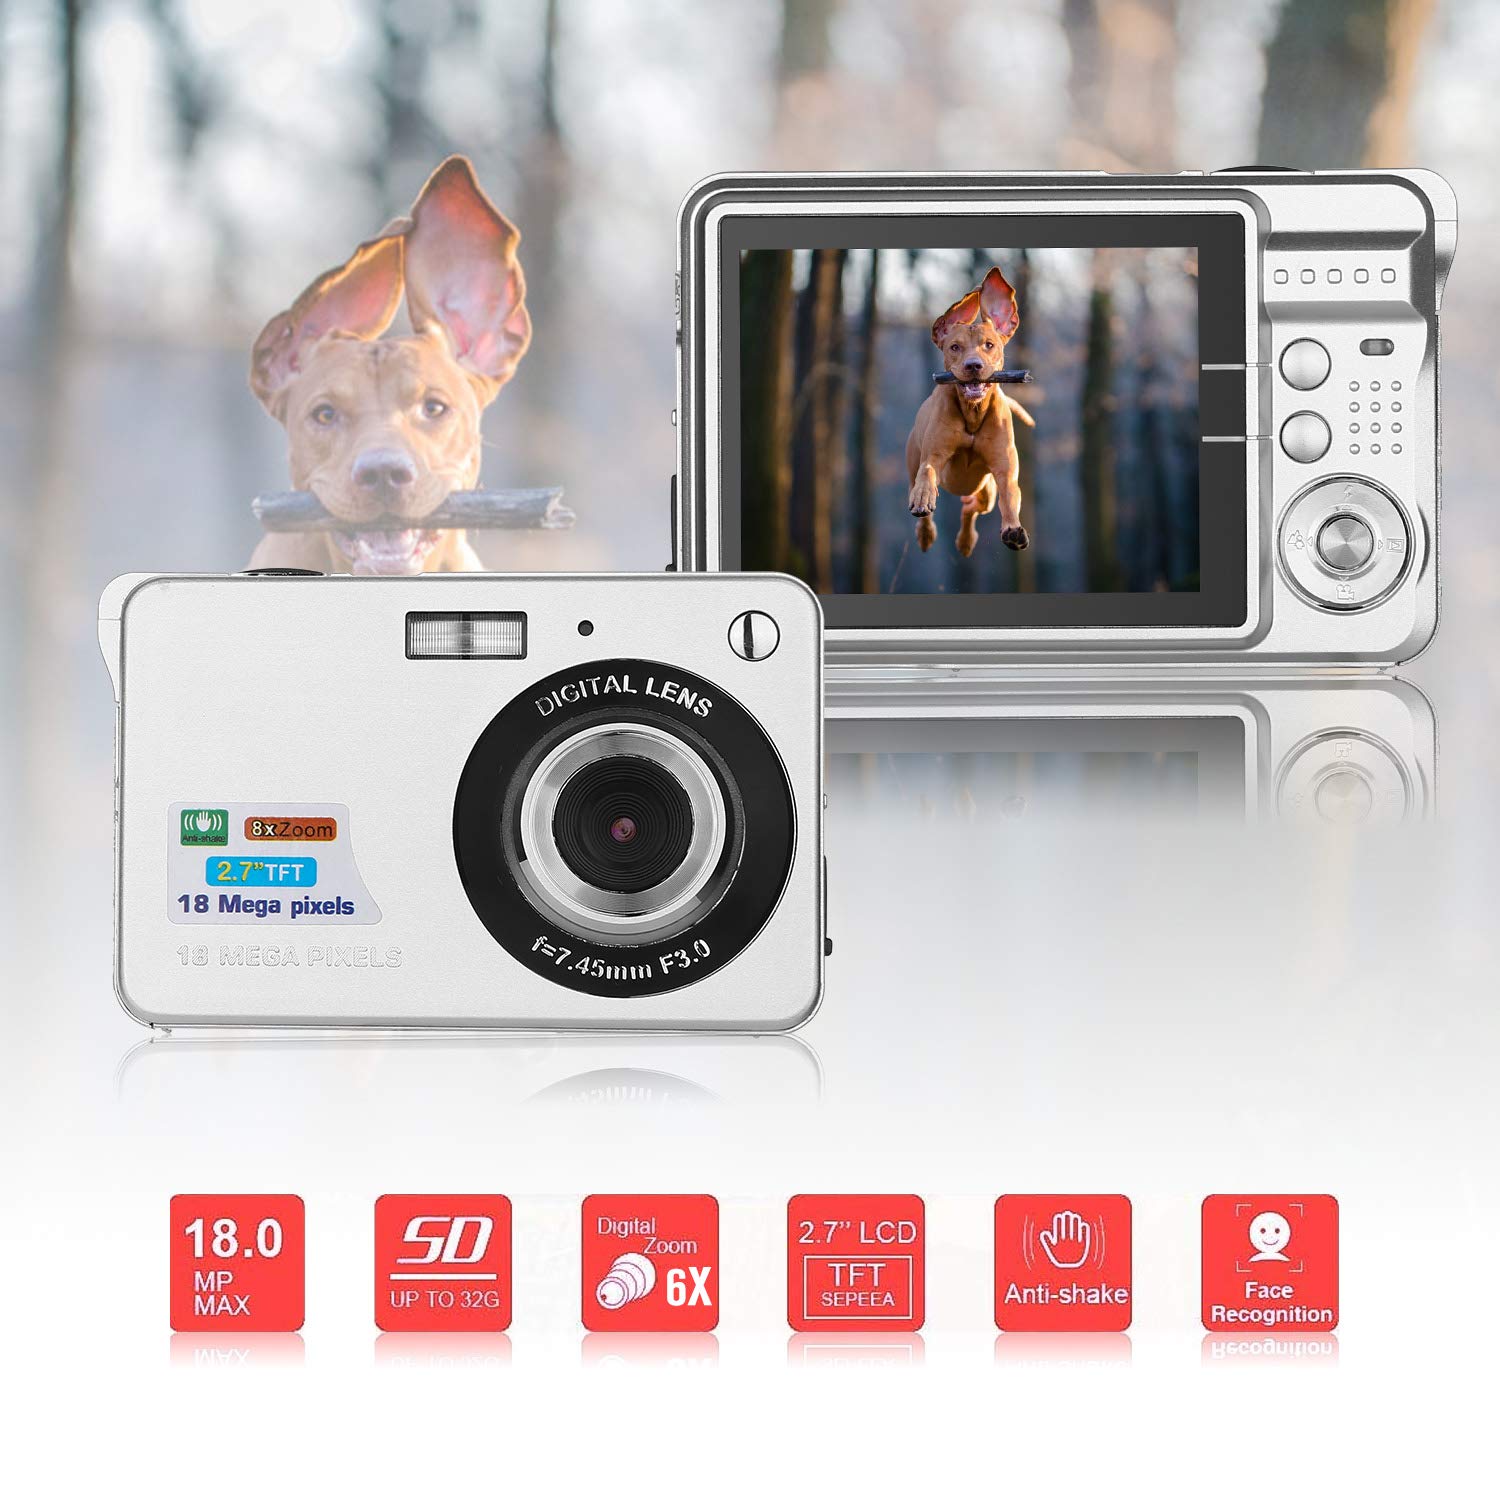 DIGITAL LENS
Anti-shake
8xZoom
2.7"TFT
18 Mega pixels
18 MEGA PIXELS
f=7.45mm F3.0
18.0
MP
MAX
SD
UP TO 32G
Digital
Zoom
6X
2.7'' LCD
TFT
SEPEEA
Anti-shake
Face
Recognition